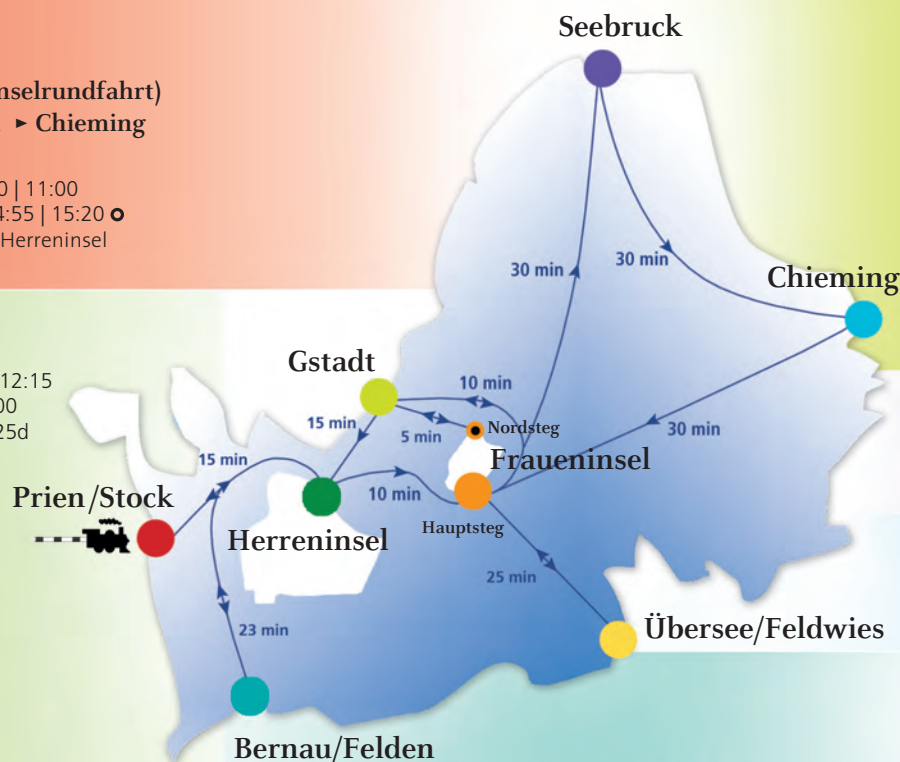 Seebruck
nselrundfahrt)
► Chieming
0 | 11:00
4:55 | 15:20
Herreninsel
30 min
30 min
Chieming
12:15
00
25d
Gstadt
10 min
15 min
5 min
Nordsteg
30 min
15 min
Fraueninsel
Prien/Stock
10 min
Herreninsel
Hauptsteg
25 min
23 min
Übersee/Feldwies
Bernau/Felden